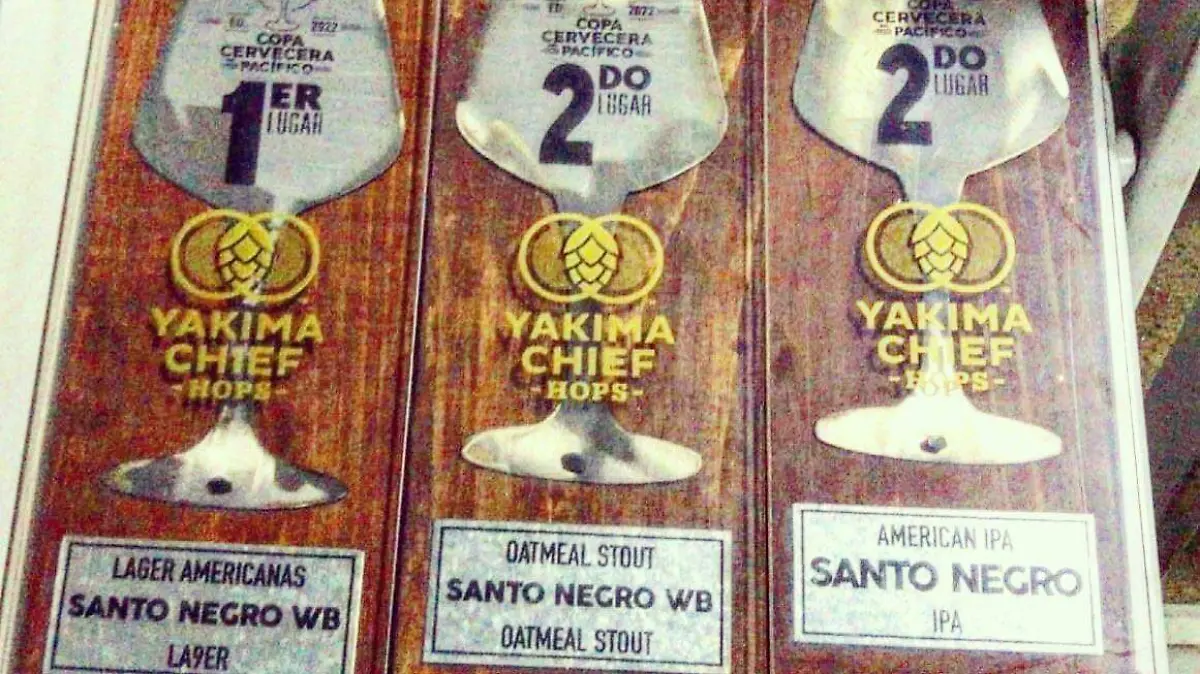 ED. 2022
COPA
CERVECERA
PACÍFICO
1ER
LUGAR
YAKIMA
CHIEF
-HOPS-
LAGER AMERICANAS
SANTO NEGRO WB
LA9ER
ED. 2022
COPA
CERVECERA
PACÍFICO
2DO
LUGAR
YAKIMA
CHIEF
-HOPS-
OATMEAL STOUT
SANTO NEGRO WB
OATMEAL STOUT
COPA
CERVECERA
PACÍFICO
2DO
LUGAR
YAKIMA
CHIEF
-HOPS-
AMERICAN IPA
SANTO NEGRO
IPA